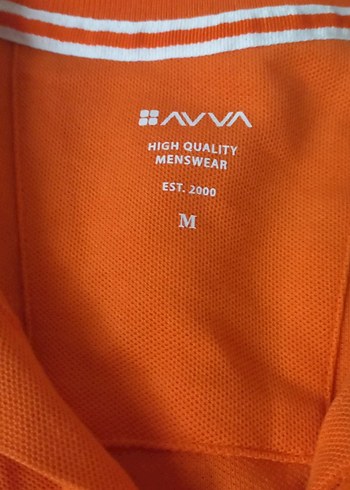 AVVA
HIGH QUALITY
MENSWEAR
EST. 2000
M